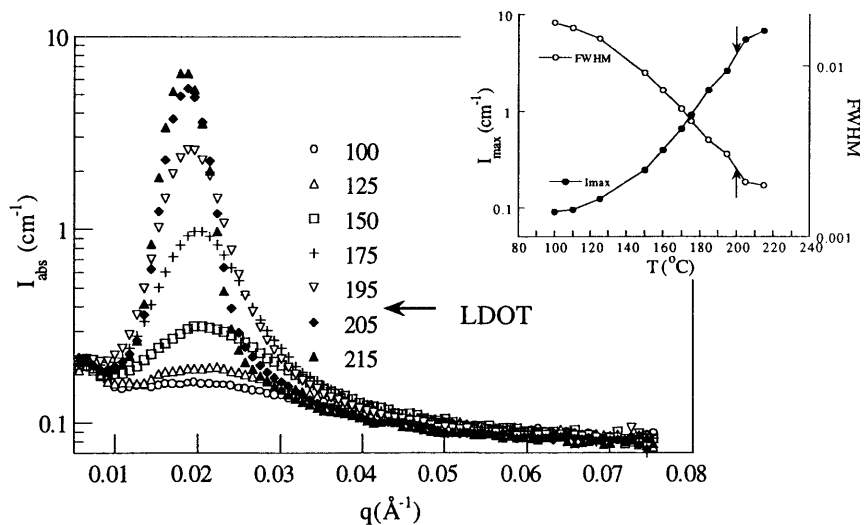 10
1
0.1
I_abs (cm⁻¹)
0.01 0.02 0.03 0.04 0.05 0.06 0.07 0.08
q(Å⁻¹)
100
125
150
175
195
205
215
LDOT
10
1
0.1
I_max (cm⁻¹)
FWHM
Imax
0.01
0.001
FWHM
80 100 120 140 160 180 200 220 240
T(°C)